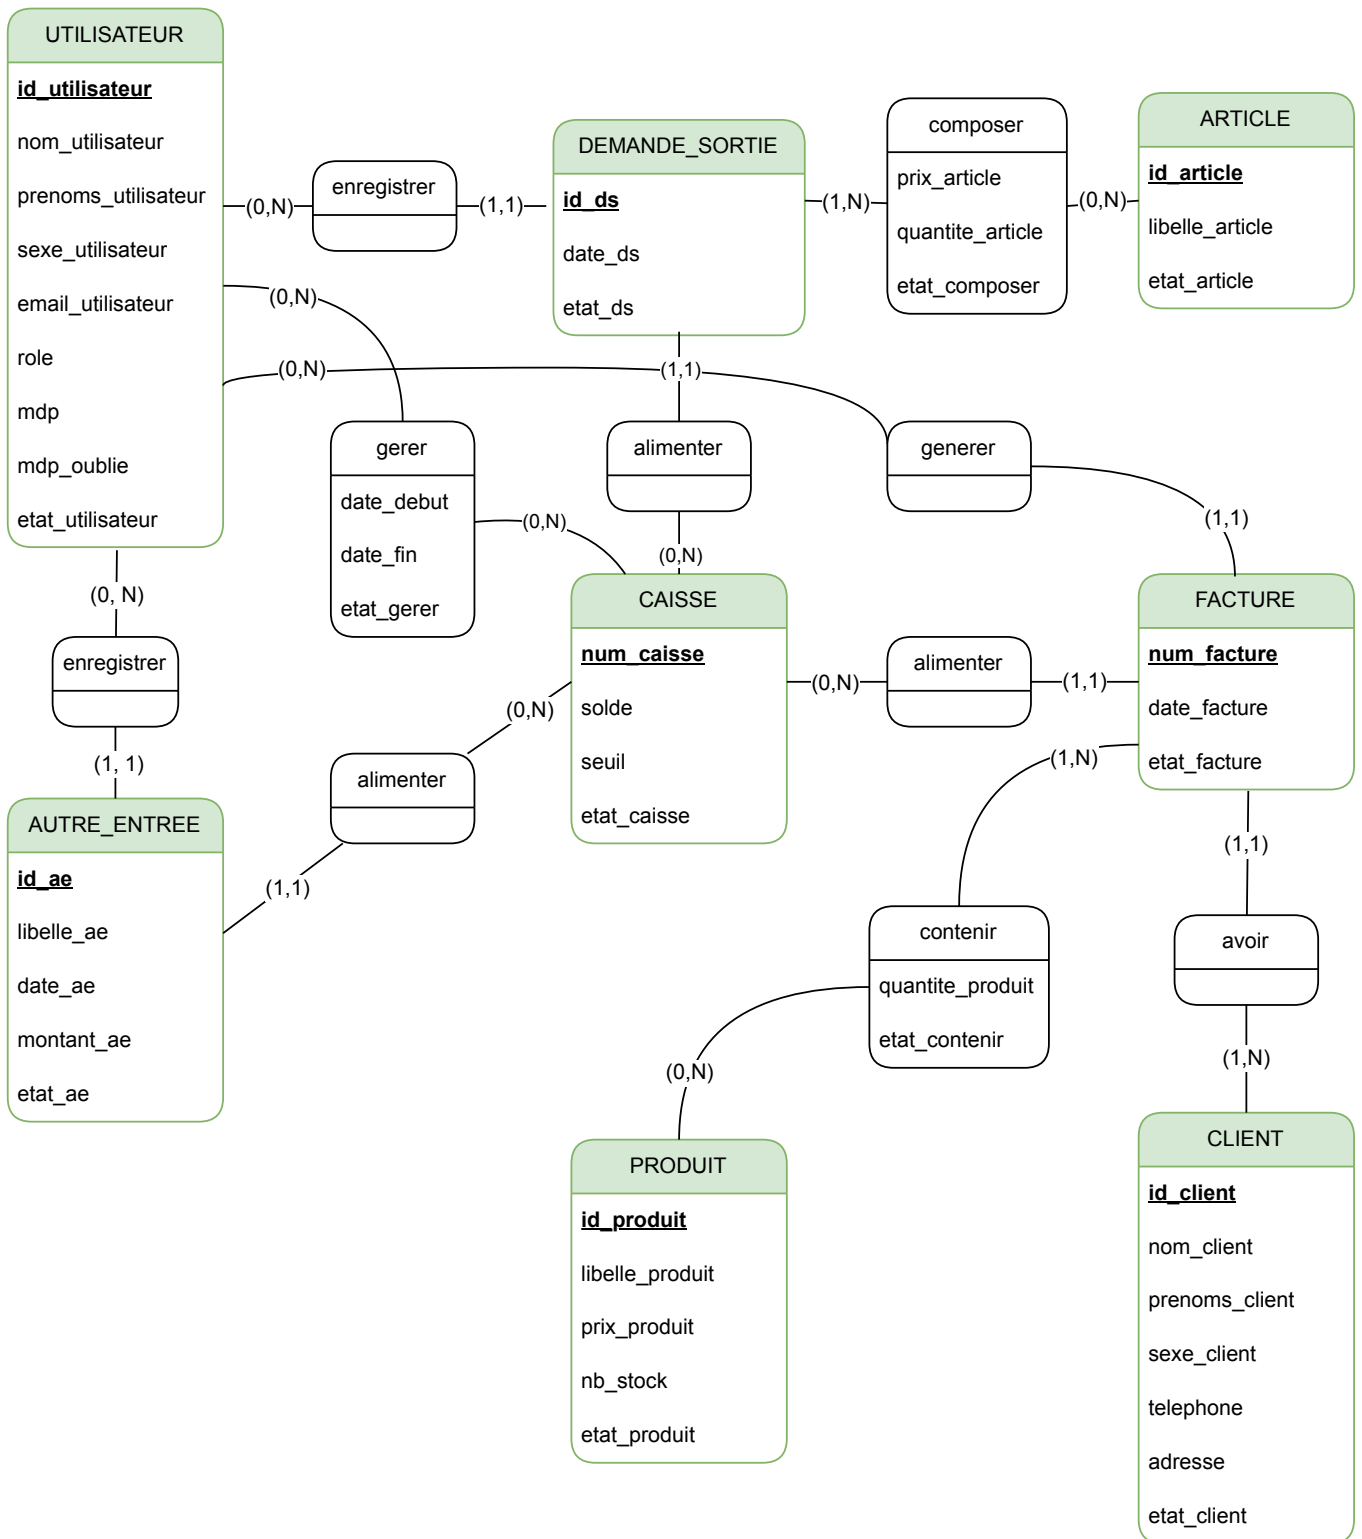 UTILISATEUR
id_utilisateur
nom_utilisateur
prenoms_utilisateur
sexe_utilisateur
email_utilisateur
role
mdp
mdp_oublie
etat_utilisateur
(0,N)
enregistrer
(1,1)
DEMANDE_SORTIE
id_ds
date_ds
etat_ds
(1,N)
composer
prix_article
quantite_article
etat_composer
(0,N)
ARTICLE
id_article
libelle_article
etat_article
(0,N)
(0,N)
(1,1)
gerer
date_debut
date_fin
etat_gerer
(0,N)
alimenter
(0,N)
generer
(1,1)
(0, N)
enregistrer
(1, 1)
CAISSE
num_caisse
solde
seuil
etat_caisse
(0,N)
alimenter
(1,1)
FACTURE
num_facture
date_facture
etat_facture
(0,N)
alimenter
(1,1)
AUTRE_ENTREE
id_ae
libelle_ae
date_ae
montant_ae
etat_ae
(1,N)
contenir
quantite_produit
etat_contenir
(0,N)
(1,1)
avoir
(1,N)
PRODUIT
id_produit
libelle_produit
prix_produit
nb_stock
etat_produit
CLIENT
id_client
nom_client
prenoms_client
sexe_client
telephone
adresse
etat_client